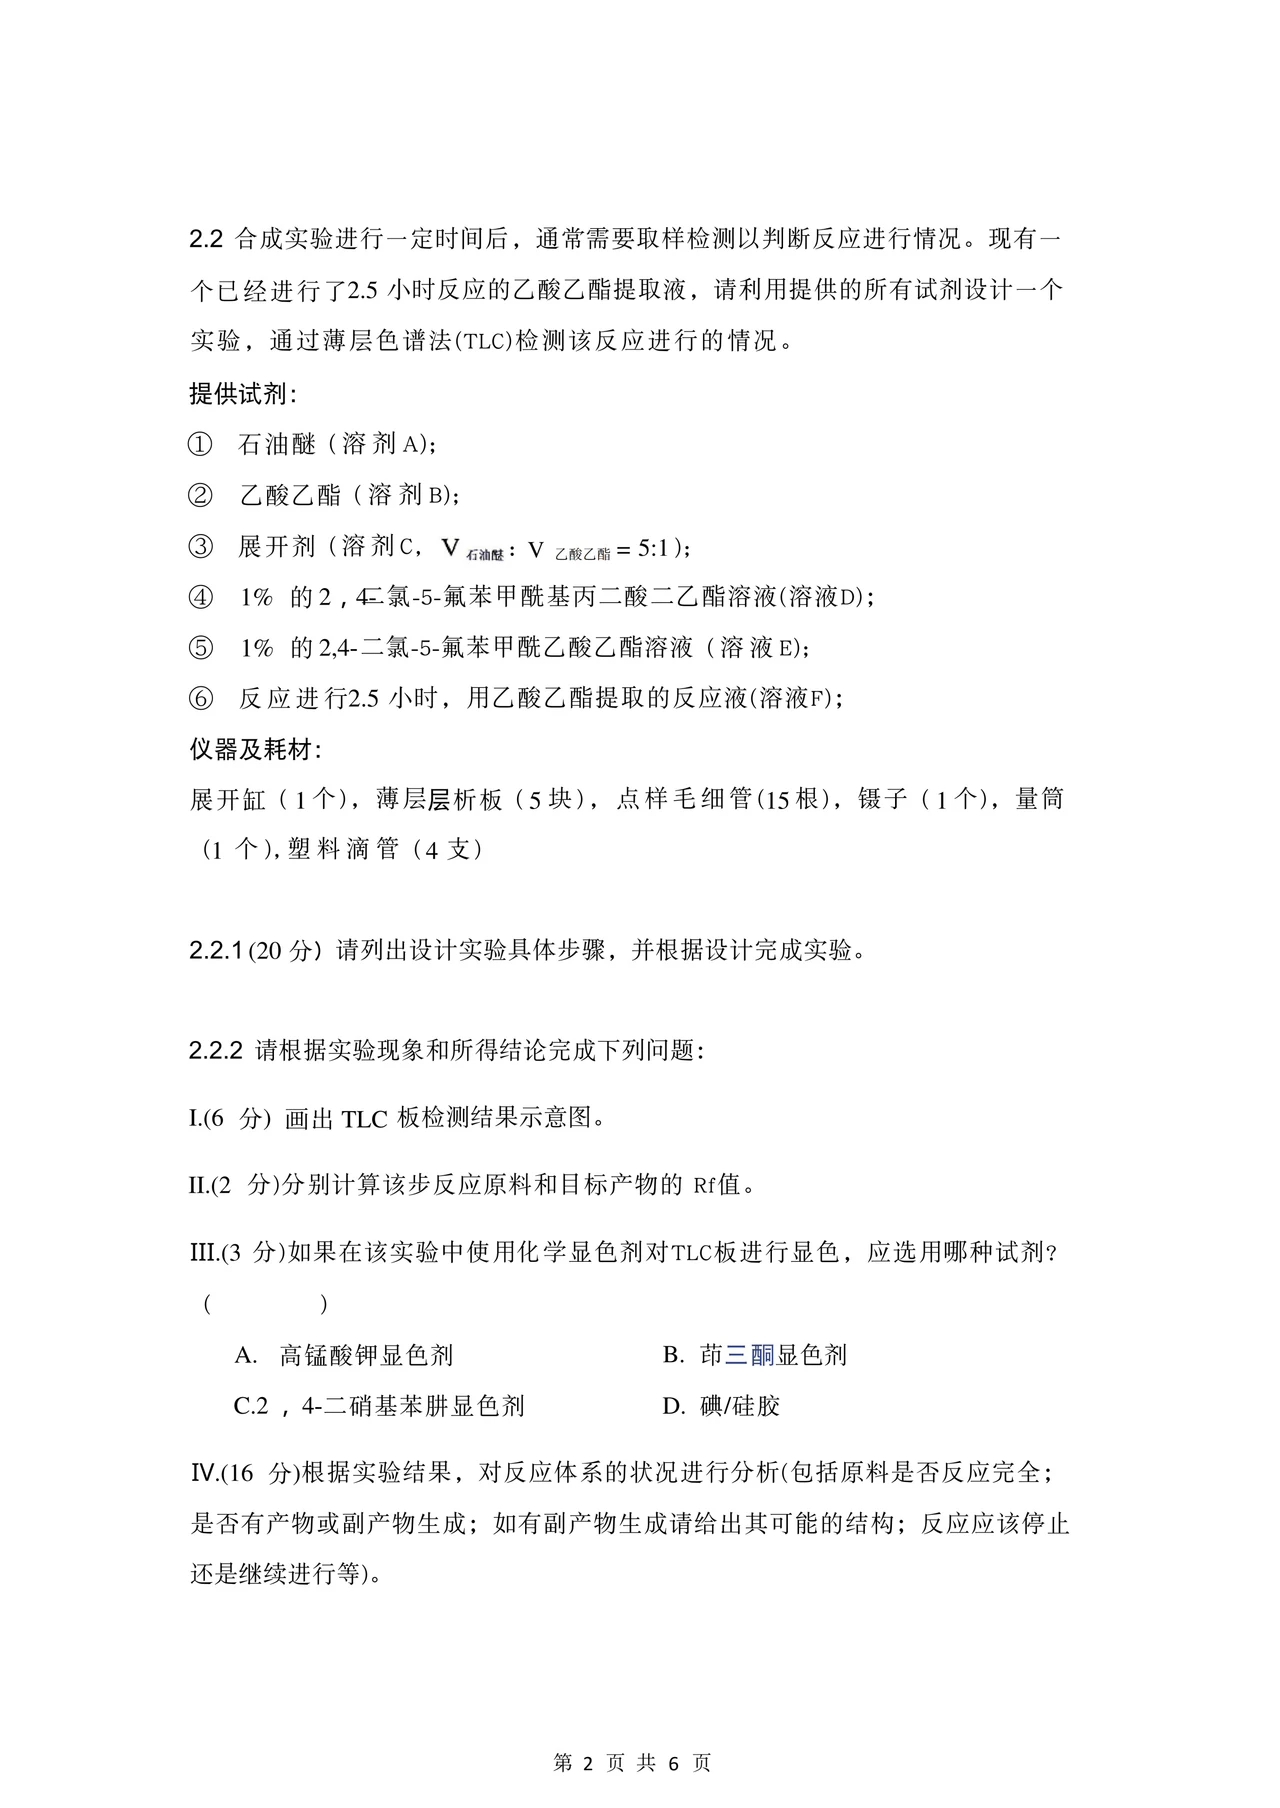 2.2 合成实验进行一定时间后，通常需要取样检测以判断反应进行情况。现有一
个已经进行了2.5 小时反应的乙酸乙酯提取液，请利用提供的所有试剂设计一个
实验，通过薄层色谱法(TLC)检测该反应进行的情况。
提供试剂：
① 石油醚（溶剂A)；
② 乙酸乙酯（溶剂B)；
③ 展开剂（溶剂C， V 石油醚：V 乙酸乙酯 = 5:1)；
④ 1% 的2，4-二氯-5-氟苯甲酰基丙二酸二乙酯溶液(溶液D)；
⑤ 1% 的2,4-二氯-5-氟苯甲酰乙酸乙酯溶液（溶液E)；
⑥ 反应进行2.5 小时，用乙酸乙酯提取的反应液(溶液F)；
仪器及耗材：
展开缸（1个)，薄层层析板（5块)，点样毛细管(15根)，镊子（1个)，量筒
(1 个),塑料滴管（4 支）
2.2.1(20 分）请列出设计实验具体步骤，并根据设计完成实验。
2.2.2 请根据实验现象和所得结论完成下列问题：
I.(6 分）画出 TLC 板检测结果示意图。
II.(2 分)分别计算该步反应原料和目标产物的 Rf值。
III.(3 分)如果在该实验中使用化学显色剂对TLC板进行显色，应选用哪种试剂?
（ ）
A. 高锰酸钾显色剂 B. 茚三酮显色剂
C.2，4-二硝基苯肼显色剂 D. 碘/硅胶
IV.(16 分)根据实验结果，对反应体系的状况进行分析(包括原料是否反应完全；
是否有产物或副产物生成；如有副产物生成请给出其可能的结构；反应应该停止
还是继续进行等)。
第 2 页 共 6 页